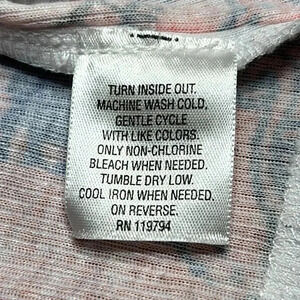 TURN INSIDE OUT.
MACHINE WASH COLD,
GENTLE CYCLE
WITH LIKE COLORS.
ONLY NON-CHLORINE
BLEACH WHEN NEEDED.
TUMBLE DRY LOW.
COOL IRON WHEN NEEDED.
ON REVERSE.
RN 119794